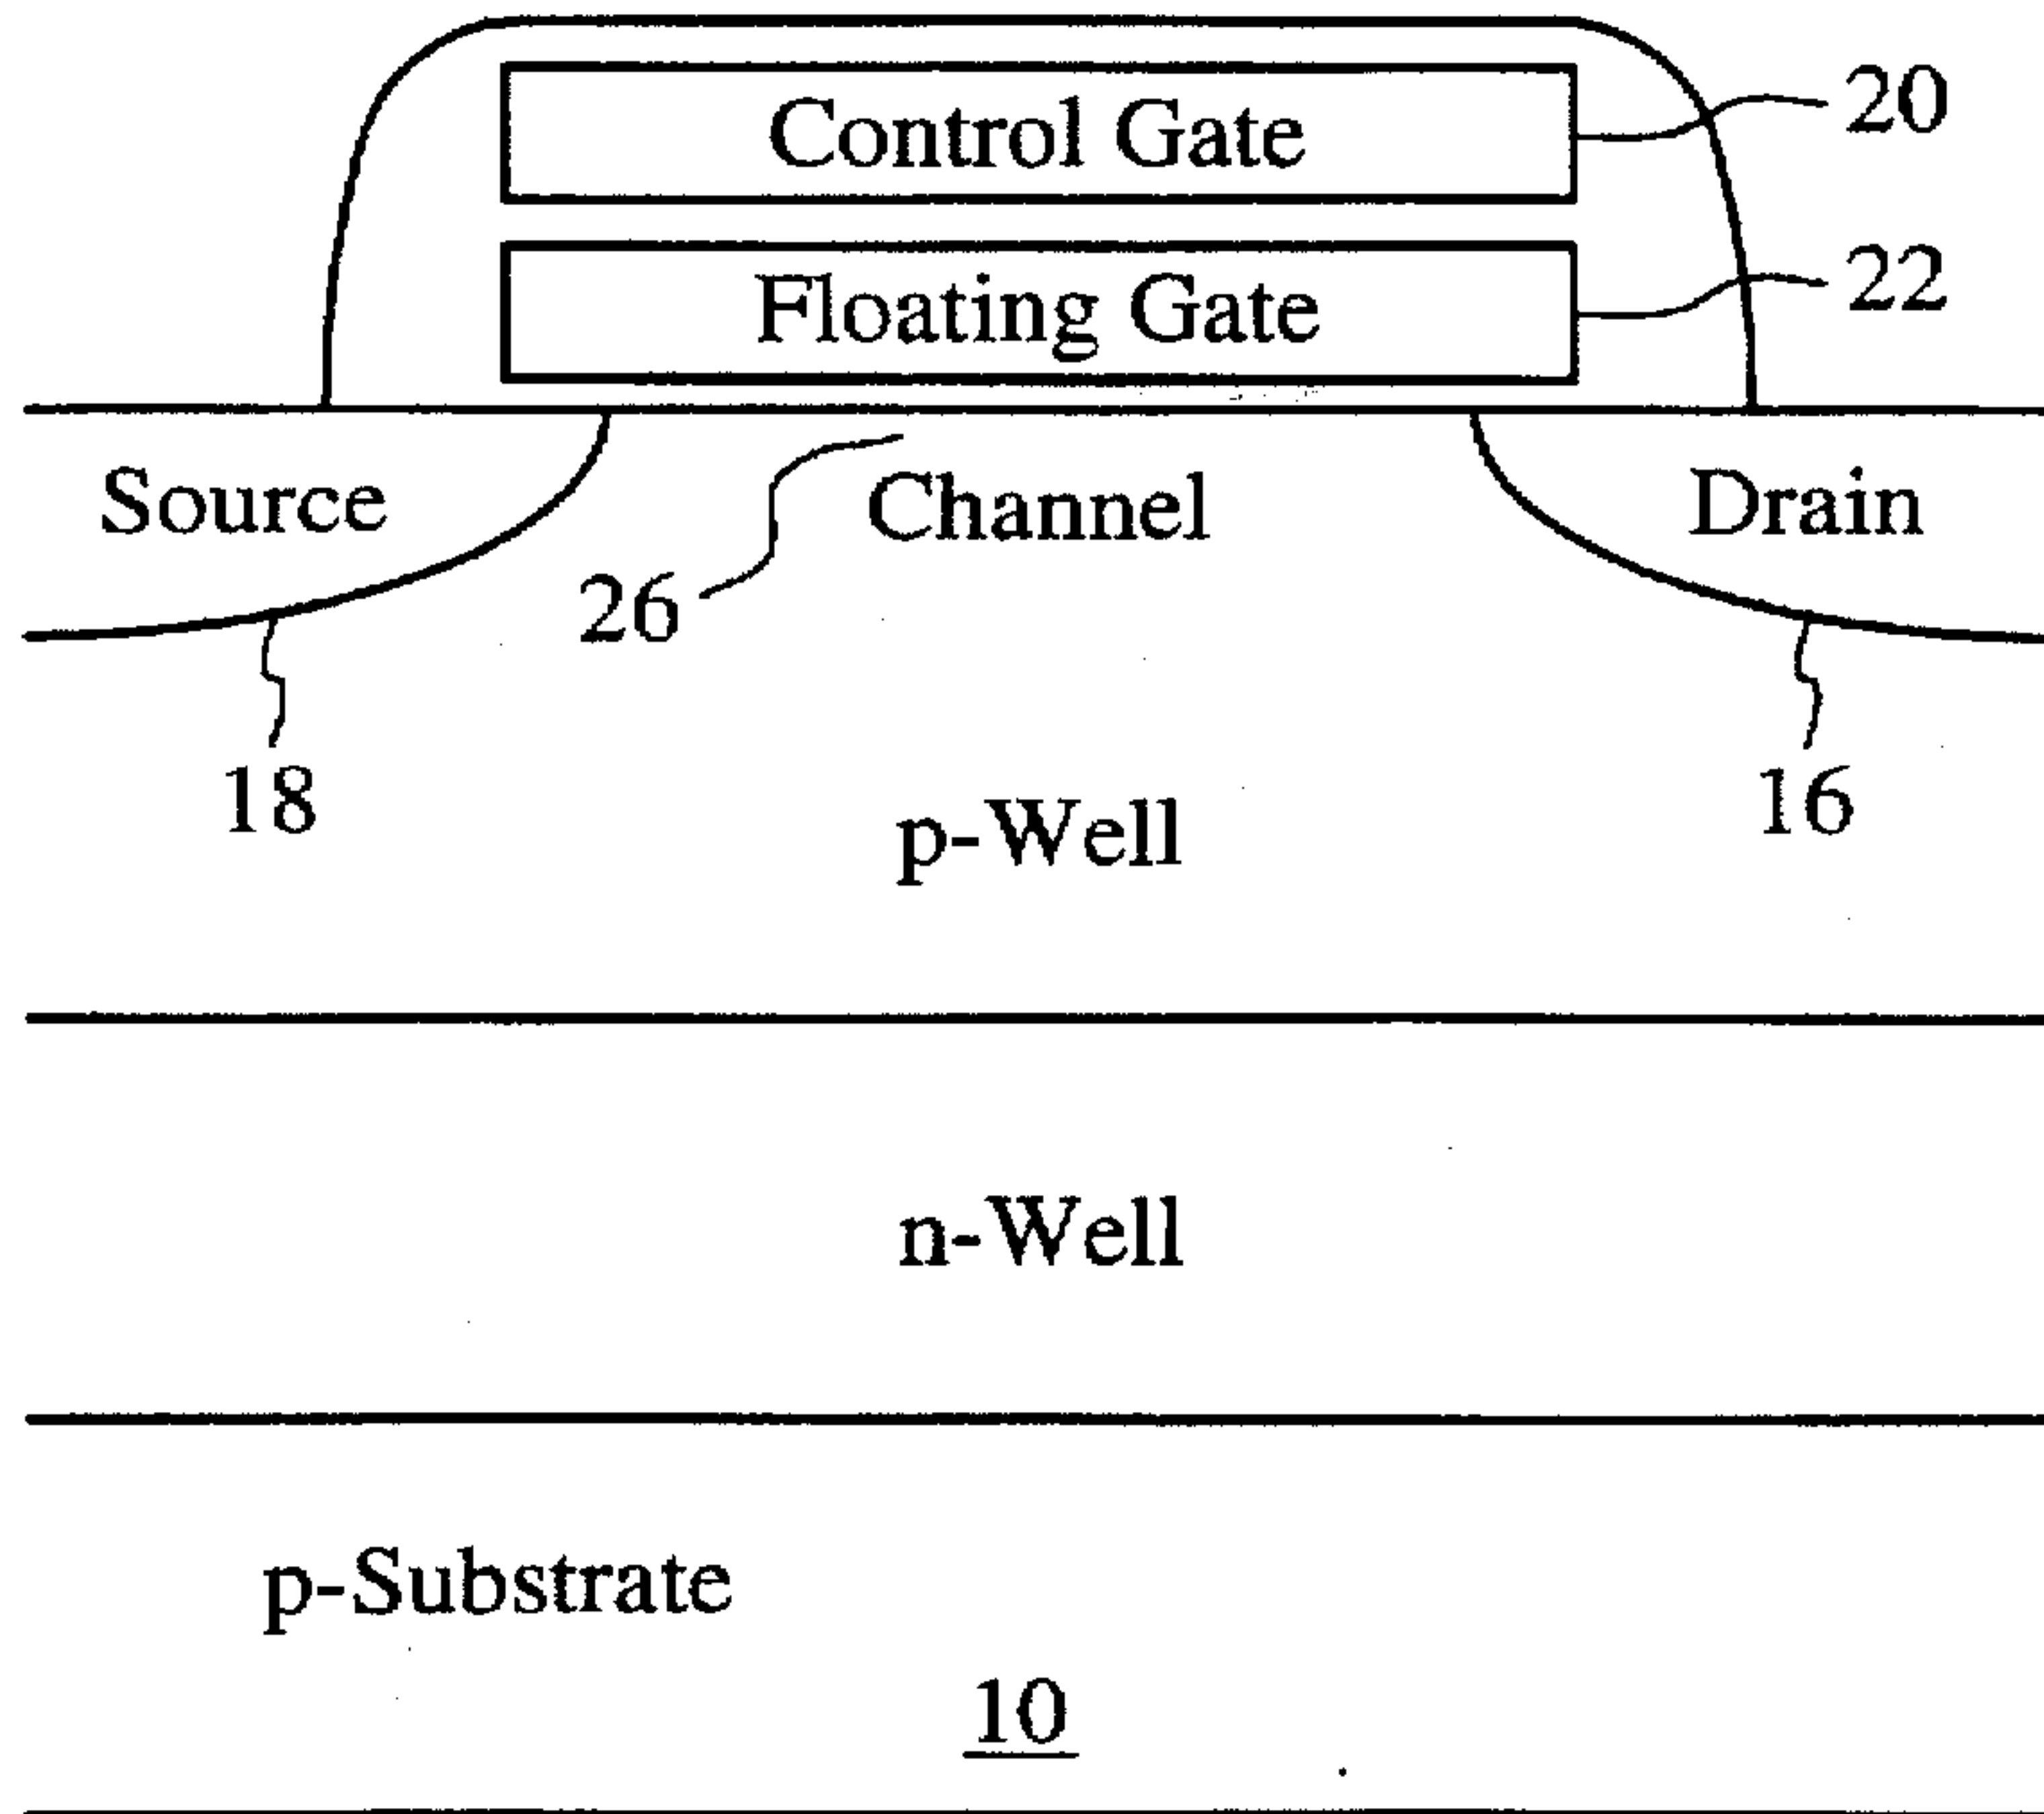 Control Gate
20
Floating Gate
22
Source
Channel
Drain
26
18
16
p-Well
n-Well
p-Substrate
10